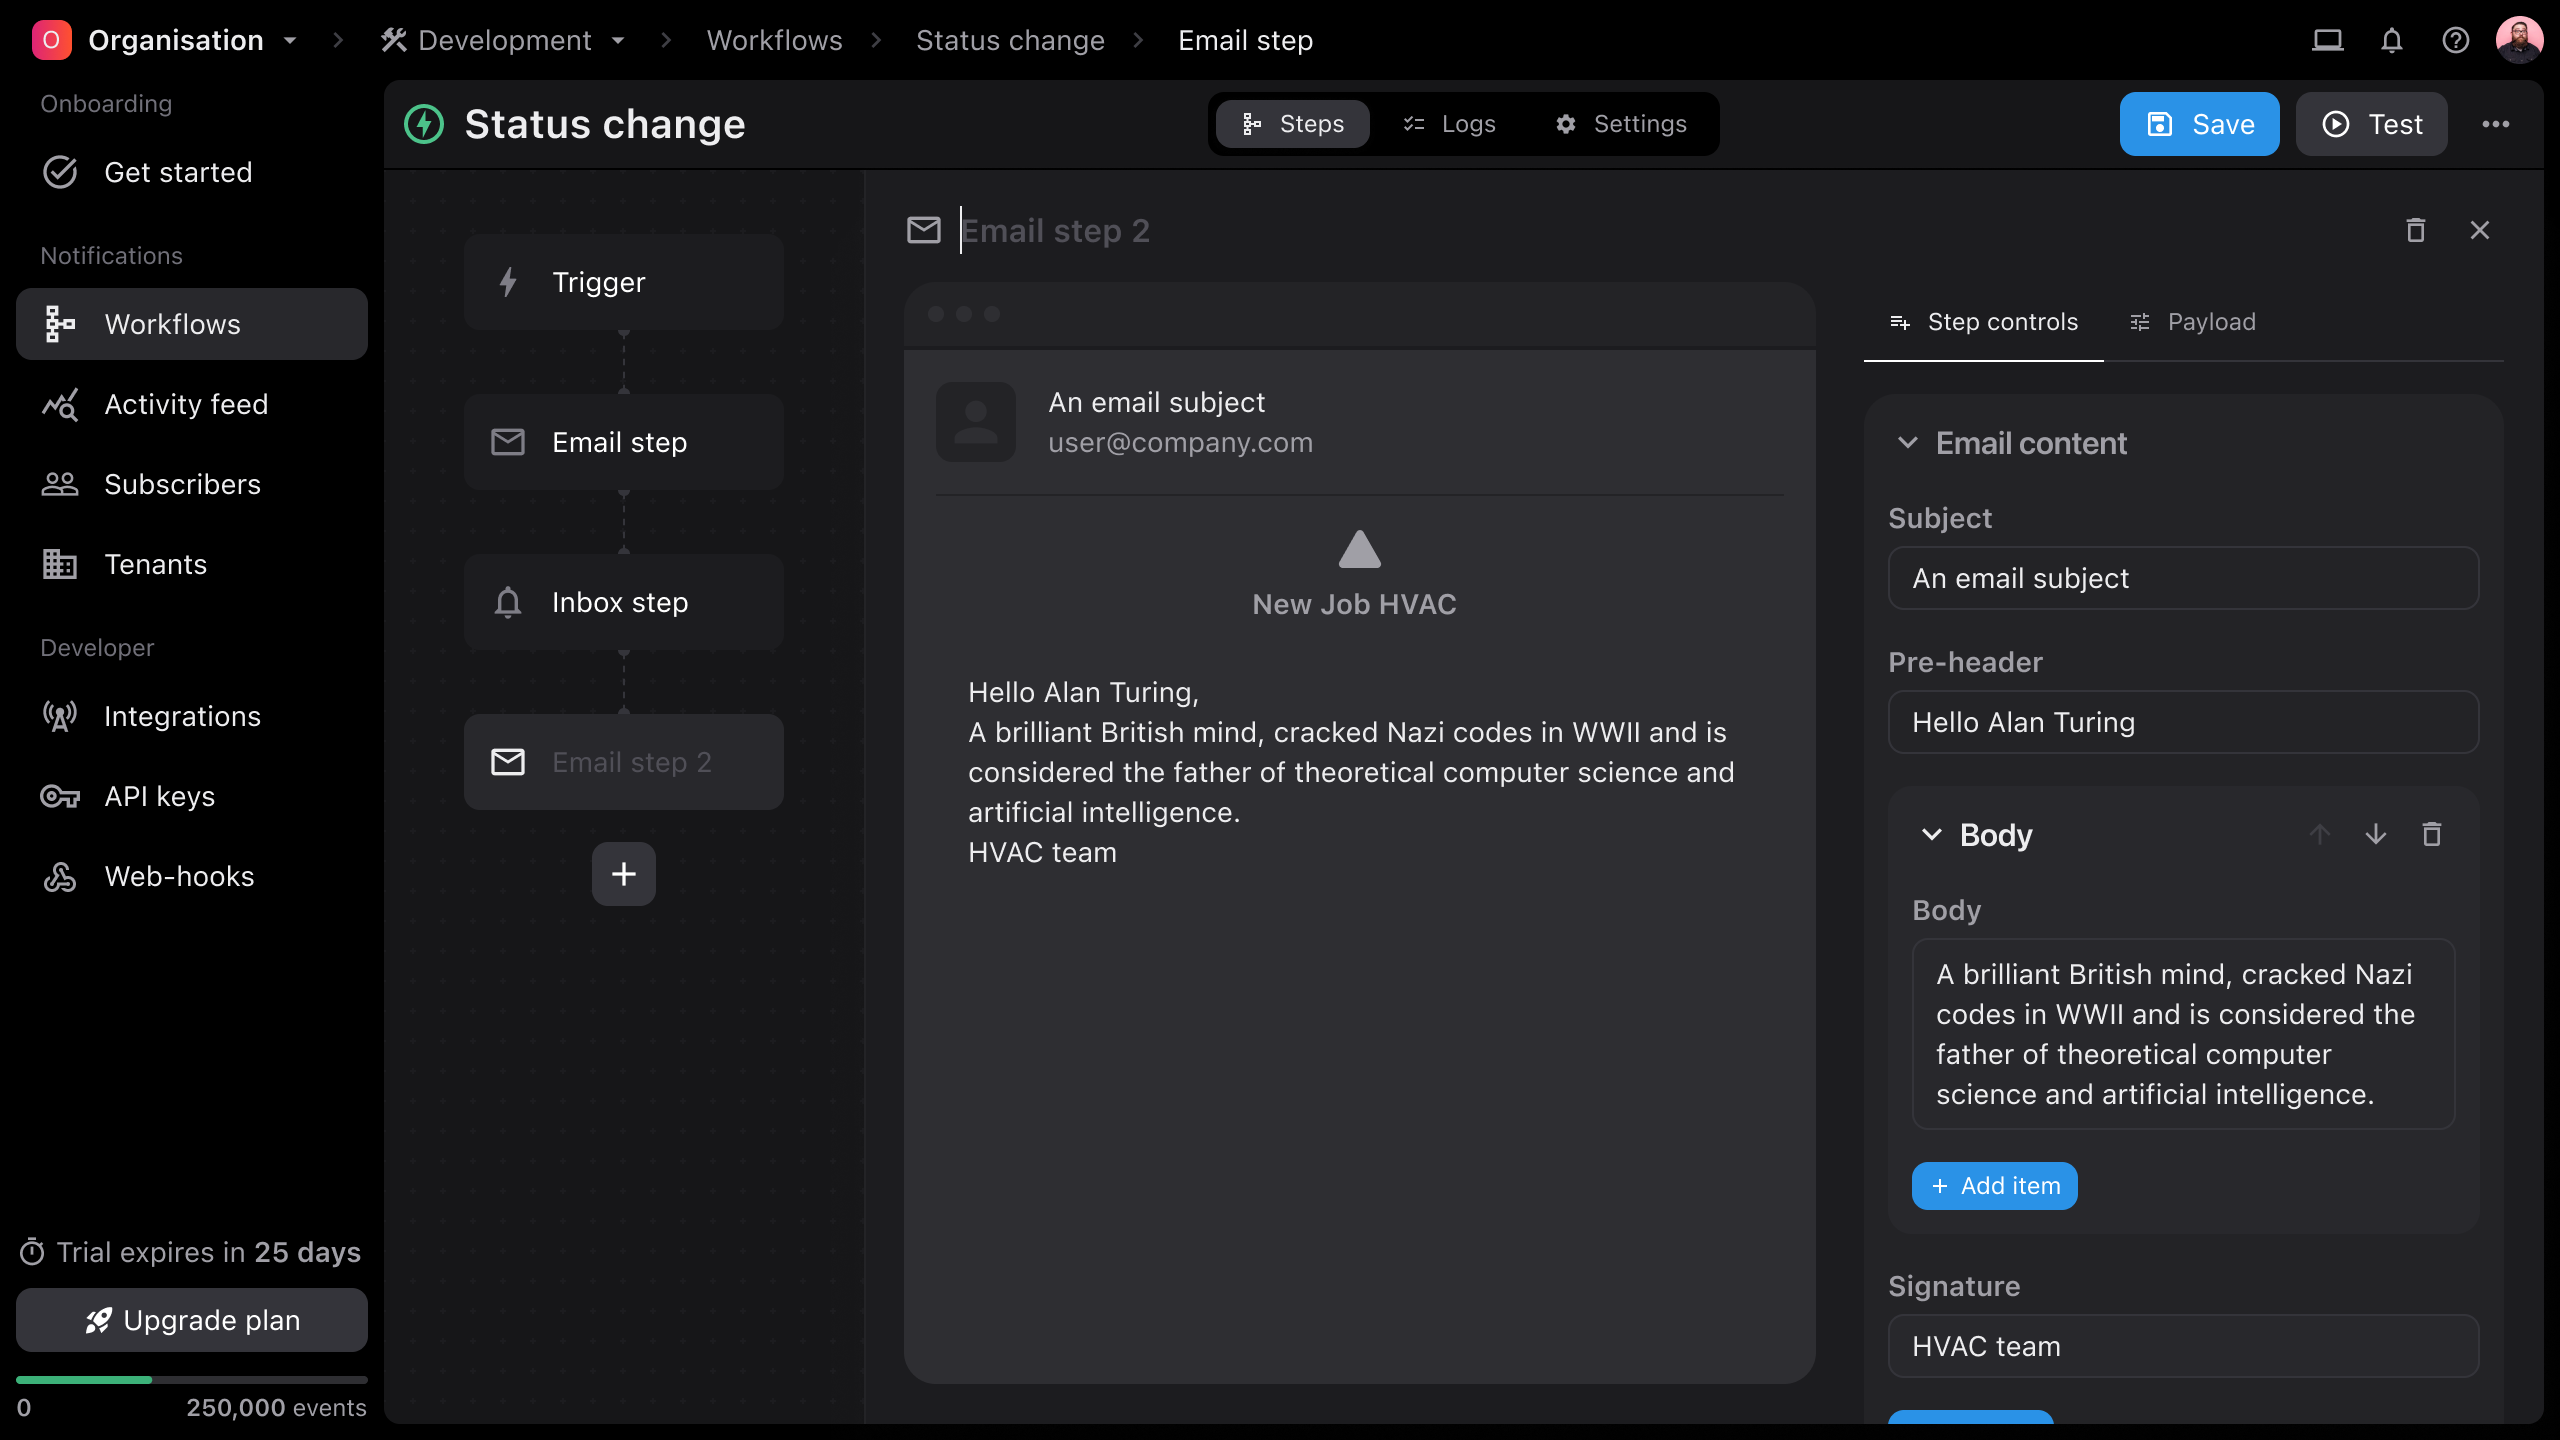 O Organisation
Development
Workflows
Status change
Email step
Onboarding
Get started
Notifications
Workflows
Activity feed
Subscribers
Tenants
Developer
Integrations
API keys
Web-hooks
Trial expires in 25 days
Upgrade plan
0
250,000 events
Status change
Steps
Logs
Settings
Save
Test
Trigger
Email step
Inbox step
Email step 2
Email step 2
An email subject
user@company.com
New Job HVAC
Hello Alan Turing,
A brilliant British mind, cracked Nazi codes in WWII and is
considered the father of theoretical computer science and
artificial intelligence.
HVAC team
Step controls
Payload
Email content
Subject
An email subject
Pre-header
Hello Alan Turing
Body
Body
A brilliant British mind, cracked Nazi
codes in WWII and is considered the
father of theoretical computer
science and artificial intelligence.
Add item
Signature
HVAC team